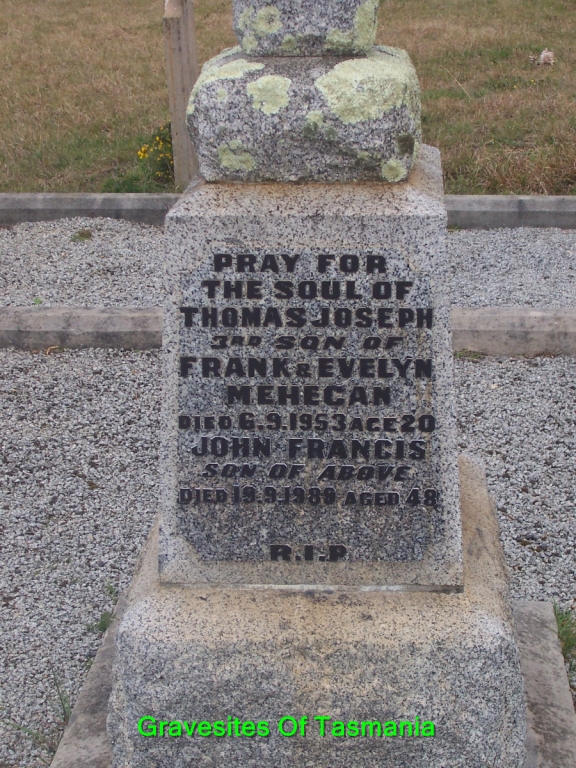 PRAY FOR
THE SOUL OF
THOMAS JOSEPH
3RD SON OF
FRANK & EVELYN
MEHEGAN
DIED 6.9.1953 AGE 20
JOHN FRANCIS
SON OF ABOVE
DIED 19.9.1989 AGED 48
R.I.P
Gravesites Of Tasmania